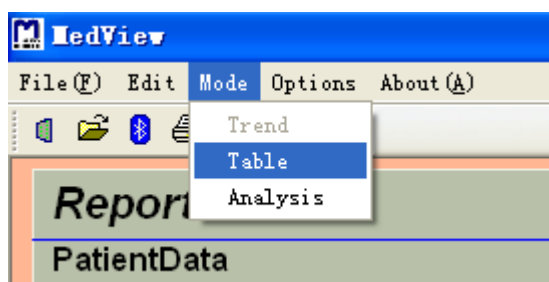 MedView
File(F) Edit Mode Options About(A)
Trend
Table
Analysis
Report
PatientData